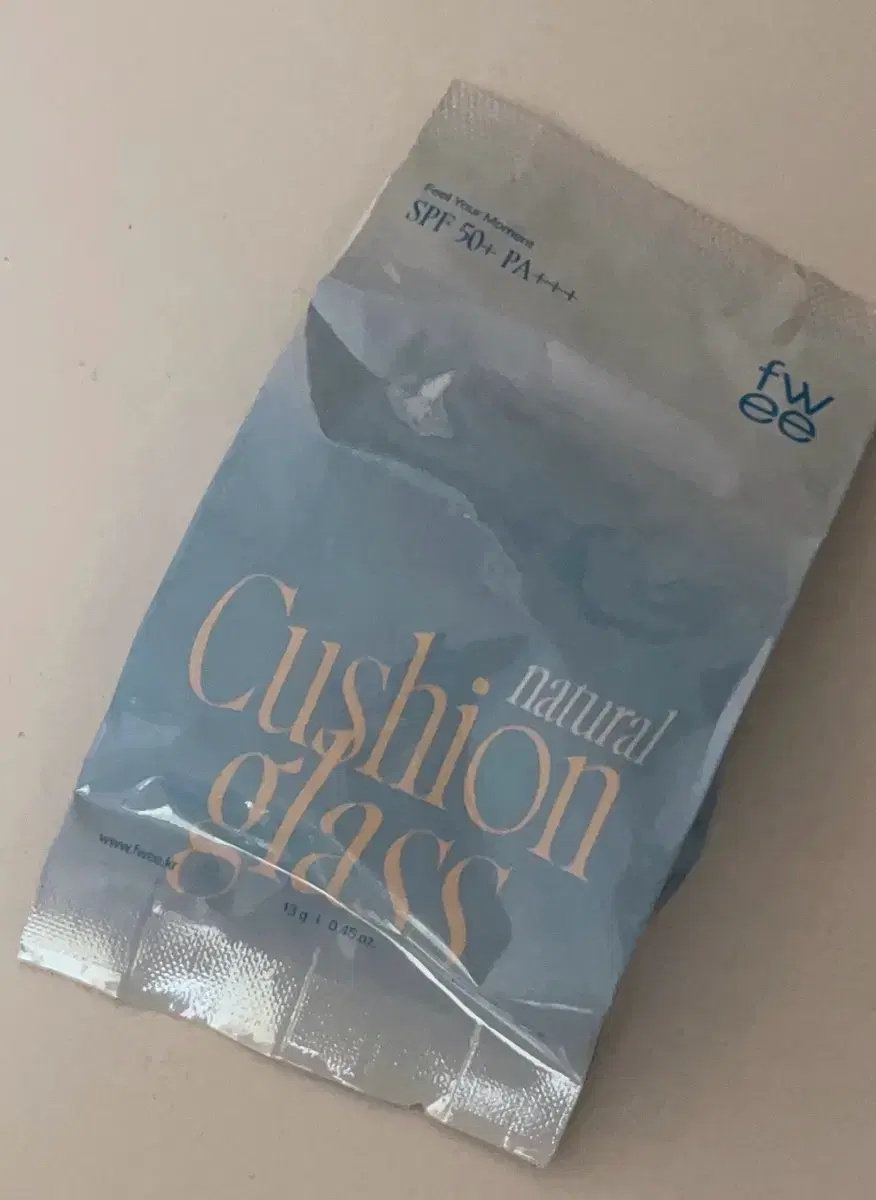 Feel Your Moment
SPF 50+ PA+++
fw
ee
natural
Cushion
glass
www.fwee.kr
13 g | 0.45 oz.